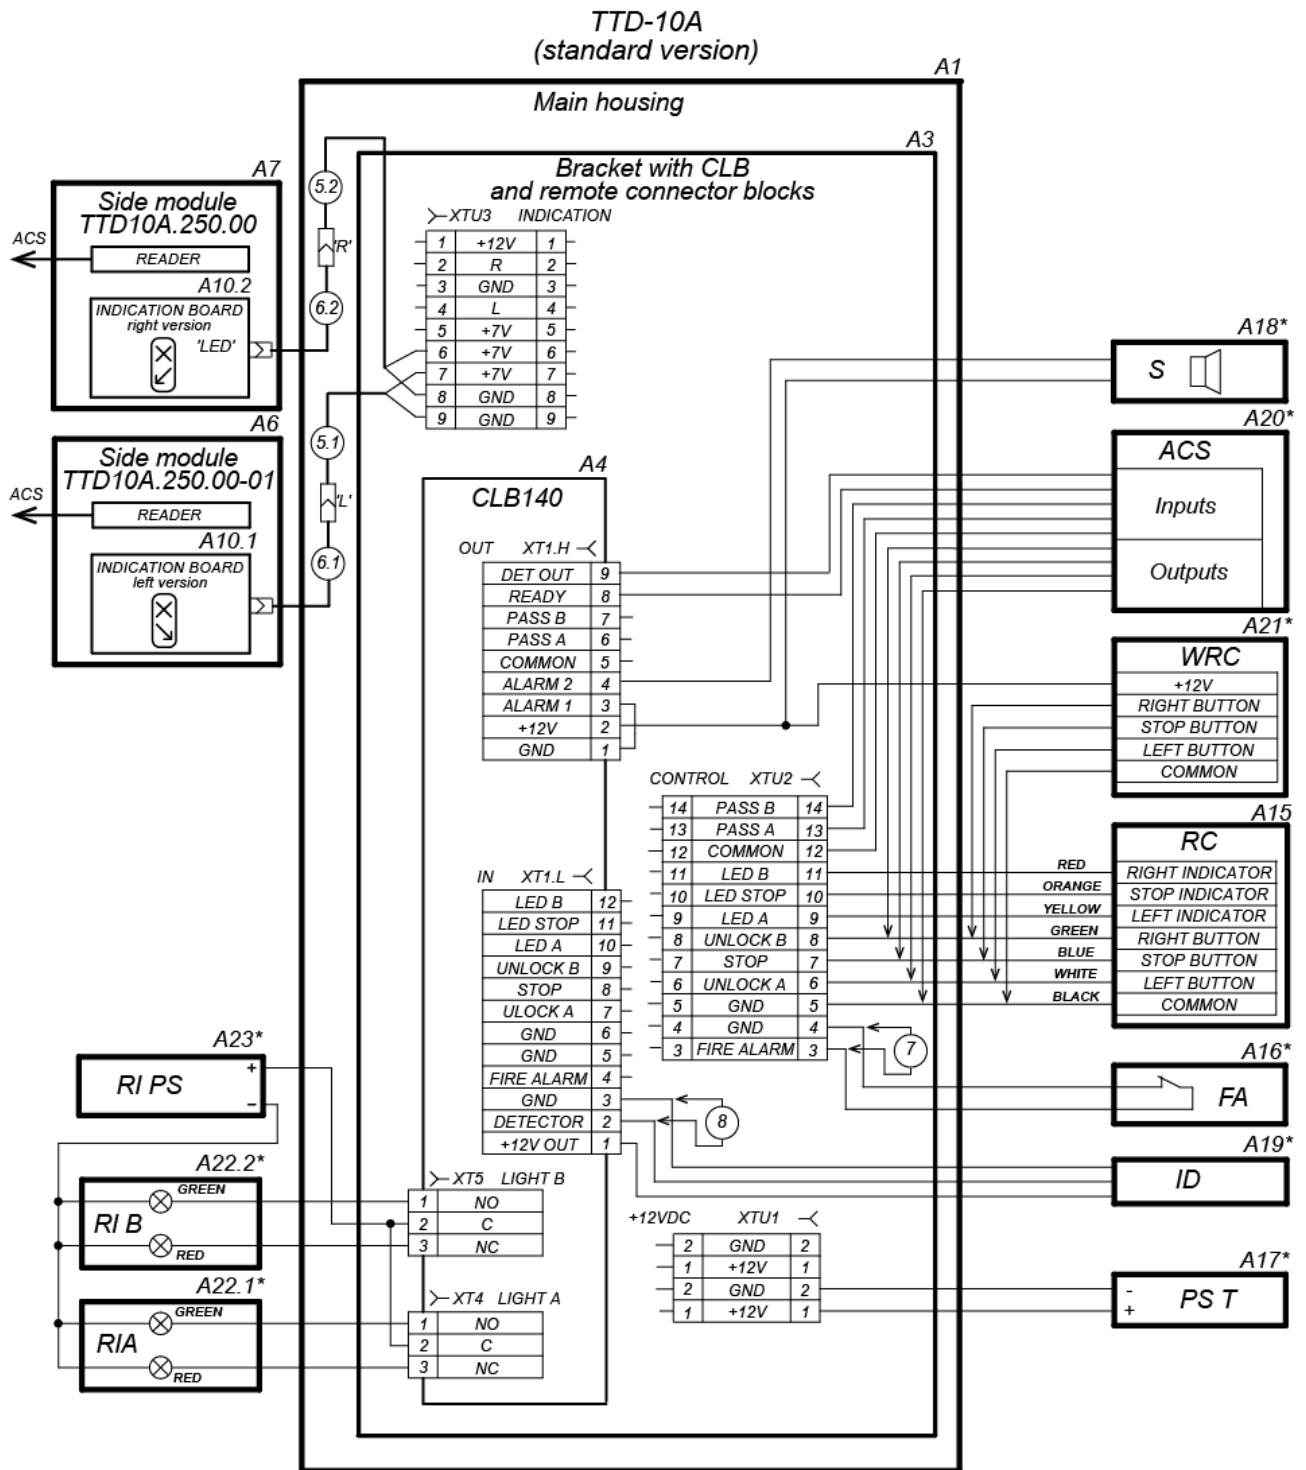 TTD-10A
(standard version)
A1
Main housing
A3
Bracket with CLB
and remote connector blocks
A7
Side module
TTD10A.250.00
ACS
READER
A10.2
INDICATION BOARD
right version
'LED'
5.2
'R'
6.2
XTU3 INDICATION
1 +12V 1
2 R 2
3 GND 3
4 L 4
5 +7V 5
6 +7V 6
7 +7V 7
8 GND 8
9 GND 9
A6
Side module
TTD10A.250.00-01
ACS
READER
A10.1
INDICATION BOARD
left version
5.1
'L'
6.1
A4
CLB140
OUT XT1.H
DET OUT 9
READY 8
PASS B 7
PASS A 6
COMMON 5
ALARM 2 4
ALARM 1 3
+12V 2
GND 1
IN XT1.L
LED B 12
LED STOP 11
LED A 10
UNLOCK B 9
STOP 8
ULOCK A 7
GND 6
GND 5
FIRE ALARM 4
GND 3
DETECTOR 2
+12V OUT 1
8
CONTROL XTU2
14 PASS B 14
13 PASS A 13
12 COMMON 12
11 LED B 11
10 LED STOP 10
9 LED A 9
8 UNLOCK B 8
7 STOP 7
6 UNLOCK A 6
5 GND 5
4 GND 4
3 FIRE ALARM 3
7
XT5 LIGHT B
1 NO
2 C
3 NC
XT4 LIGHT A
1 NO
2 C
3 NC
+12VDC XTU1
2 GND 2
1 +12V 1
2 GND 2
1 +12V 1
A23*
RI PS
+
-
A22.2*
GREEN
RI B
RED
A22.1*
GREEN
RIA
RED
A18*
S
A20*
ACS
Inputs
Outputs
A21*
WRC
+12V
RIGHT BUTTON
STOP BUTTON
LEFT BUTTON
COMMON
A15
RC
RED RIGHT INDICATOR
ORANGE STOP INDICATOR
YELLOW LEFT INDICATOR
GREEN RIGHT BUTTON
BLUE STOP BUTTON
WHITE LEFT BUTTON
BLACK COMMON
A16*
FA
A19*
ID
A17*
-
+
PS T